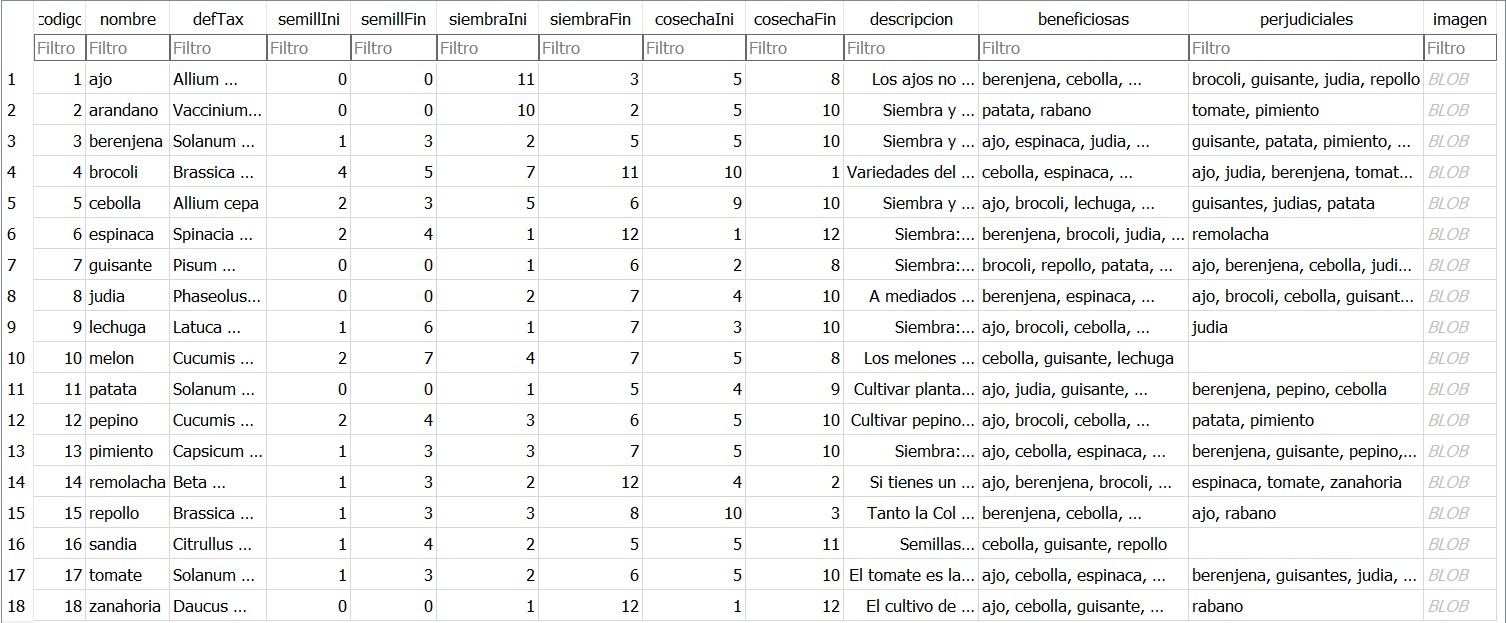 codigo nombre defTax semillIni semillFin siembraIni siembraFin cosechaIni cosechaFin descripcion beneficiosas perjudiciales imagen
Filtro Filtro Filtro Filtro Filtro Filtro Filtro Filtro Filtro Filtro Filtro Filtro Filtro
1 1 ajo Allium ... 0 0 11 3 5 8 Los ajos no ... berenjena, cebolla, ... brocoli, guisante, judia, repollo BLOB
2 2 arandano Vaccinium... 0 0 10 2 5 10 Siembra y ... patata, rabano tomate, pimiento BLOB
3 3 berenjena Solanum ... 1 3 2 5 5 10 Siembra y ... ajo, espinaca, judia, ... guisante, patata, pimiento, ... BLOB
4 4 brocoli Brassica ... 4 5 7 11 10 1 Variedades del ... cebolla, espinaca, ... ajo, judia, berenjena, tomat... BLOB
5 5 cebolla Allium cepa 2 3 5 6 9 10 Siembra y ... ajo, brocoli, lechuga, ... guisantes, judias, patata BLOB
6 6 espinaca Spinacia ... 2 4 1 12 1 12 Siembra:... berenjena, brocoli, judia, ... remolacha BLOB
7 7 guisante Pisum ... 0 0 1 6 2 8 Siembra:... brocoli, repollo, patata, ... ajo, berenjena, cebolla, judi... BLOB
8 8 judia Phaseolus... 0 0 2 7 4 10 A mediados ... berenjena, espinaca, ... ajo, brocoli, cebolla, guisant... BLOB
9 9 lechuga Latuca ... 1 6 1 7 3 10 Siembra:... ajo, brocoli, cebolla, ... judia BLOB
10 10 melon Cucumis ... 2 7 4 7 5 8 Los melones ... cebolla, guisante, lechuga BLOB
11 11 patata Solanum ... 0 0 1 5 4 9 Cultivar planta... ajo, judia, guisante, ... berenjena, pepino, cebolla BLOB
12 12 pepino Cucumis ... 2 4 3 6 5 10 Cultivar pepino... ajo, brocoli, cebolla, ... patata, pimiento BLOB
13 13 pimiento Capsicum ... 1 3 3 7 5 10 Siembra:... ajo, cebolla, espinaca, ... berenjena, guisante, pepino,... BLOB
14 14 remolacha Beta ... 1 3 2 12 4 2 Si tienes un ... ajo, berenjena, brocoli, ... espinaca, tomate, zanahoria BLOB
15 15 repollo Brassica ... 1 3 3 8 10 3 Tanto la Col ... berenjena, cebolla, ... ajo, rabano BLOB
16 16 sandia Citrullus ... 1 4 2 5 5 11 Semillas... cebolla, guisante, repollo BLOB
17 17 tomate Solanum ... 1 3 2 6 5 10 El tomate es la... ajo, cebolla, espinaca, ... berenjena, guisantes, judia, ... BLOB
18 18 zanahoria Daucus ... 0 0 1 12 1 12 El cultivo de ... ajo, cebolla, guisante, ... rabano BLOB